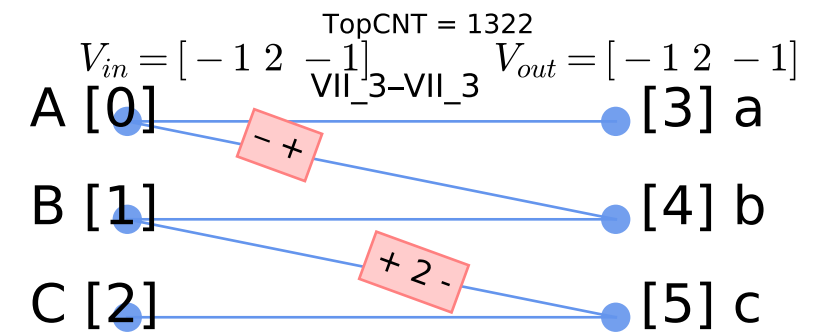 TopCNT = 1322
V_in = [ − 1 2 − 1] V_out = [ − 1 2 − 1]
VII_3–VII_3
A [0] [3] a
− +
B [1] [4] b
+ 2 -
C [2] [5] c